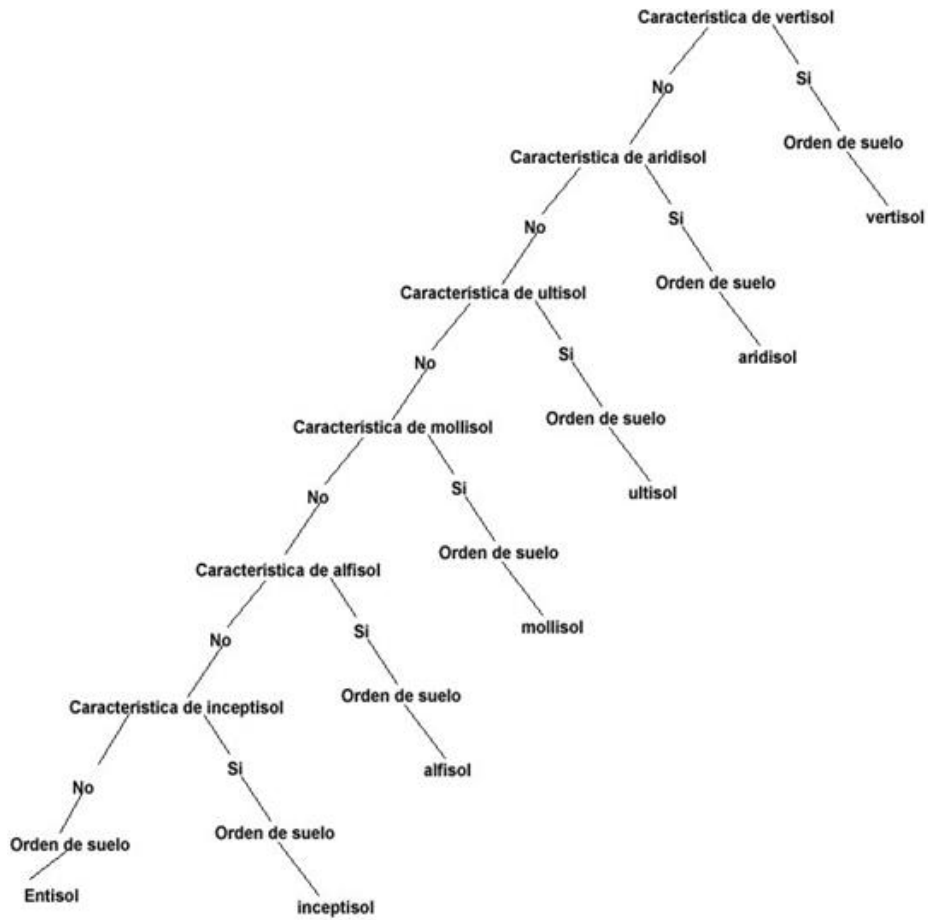 Característica de vertisol
No
Si
Orden de suelo
vertisol
Característica de aridisol
No
Si
Orden de suelo
aridisol
Característica de ultisol
No
Si
Orden de suelo
ultisol
Característica de mollisol
No
Si
Orden de suelo
mollisol
Característica de alfisol
No
Si
Orden de suelo
alfisol
Característica de inceptisol
No
Si
Orden de suelo
inceptisol
Orden de suelo
Entisol